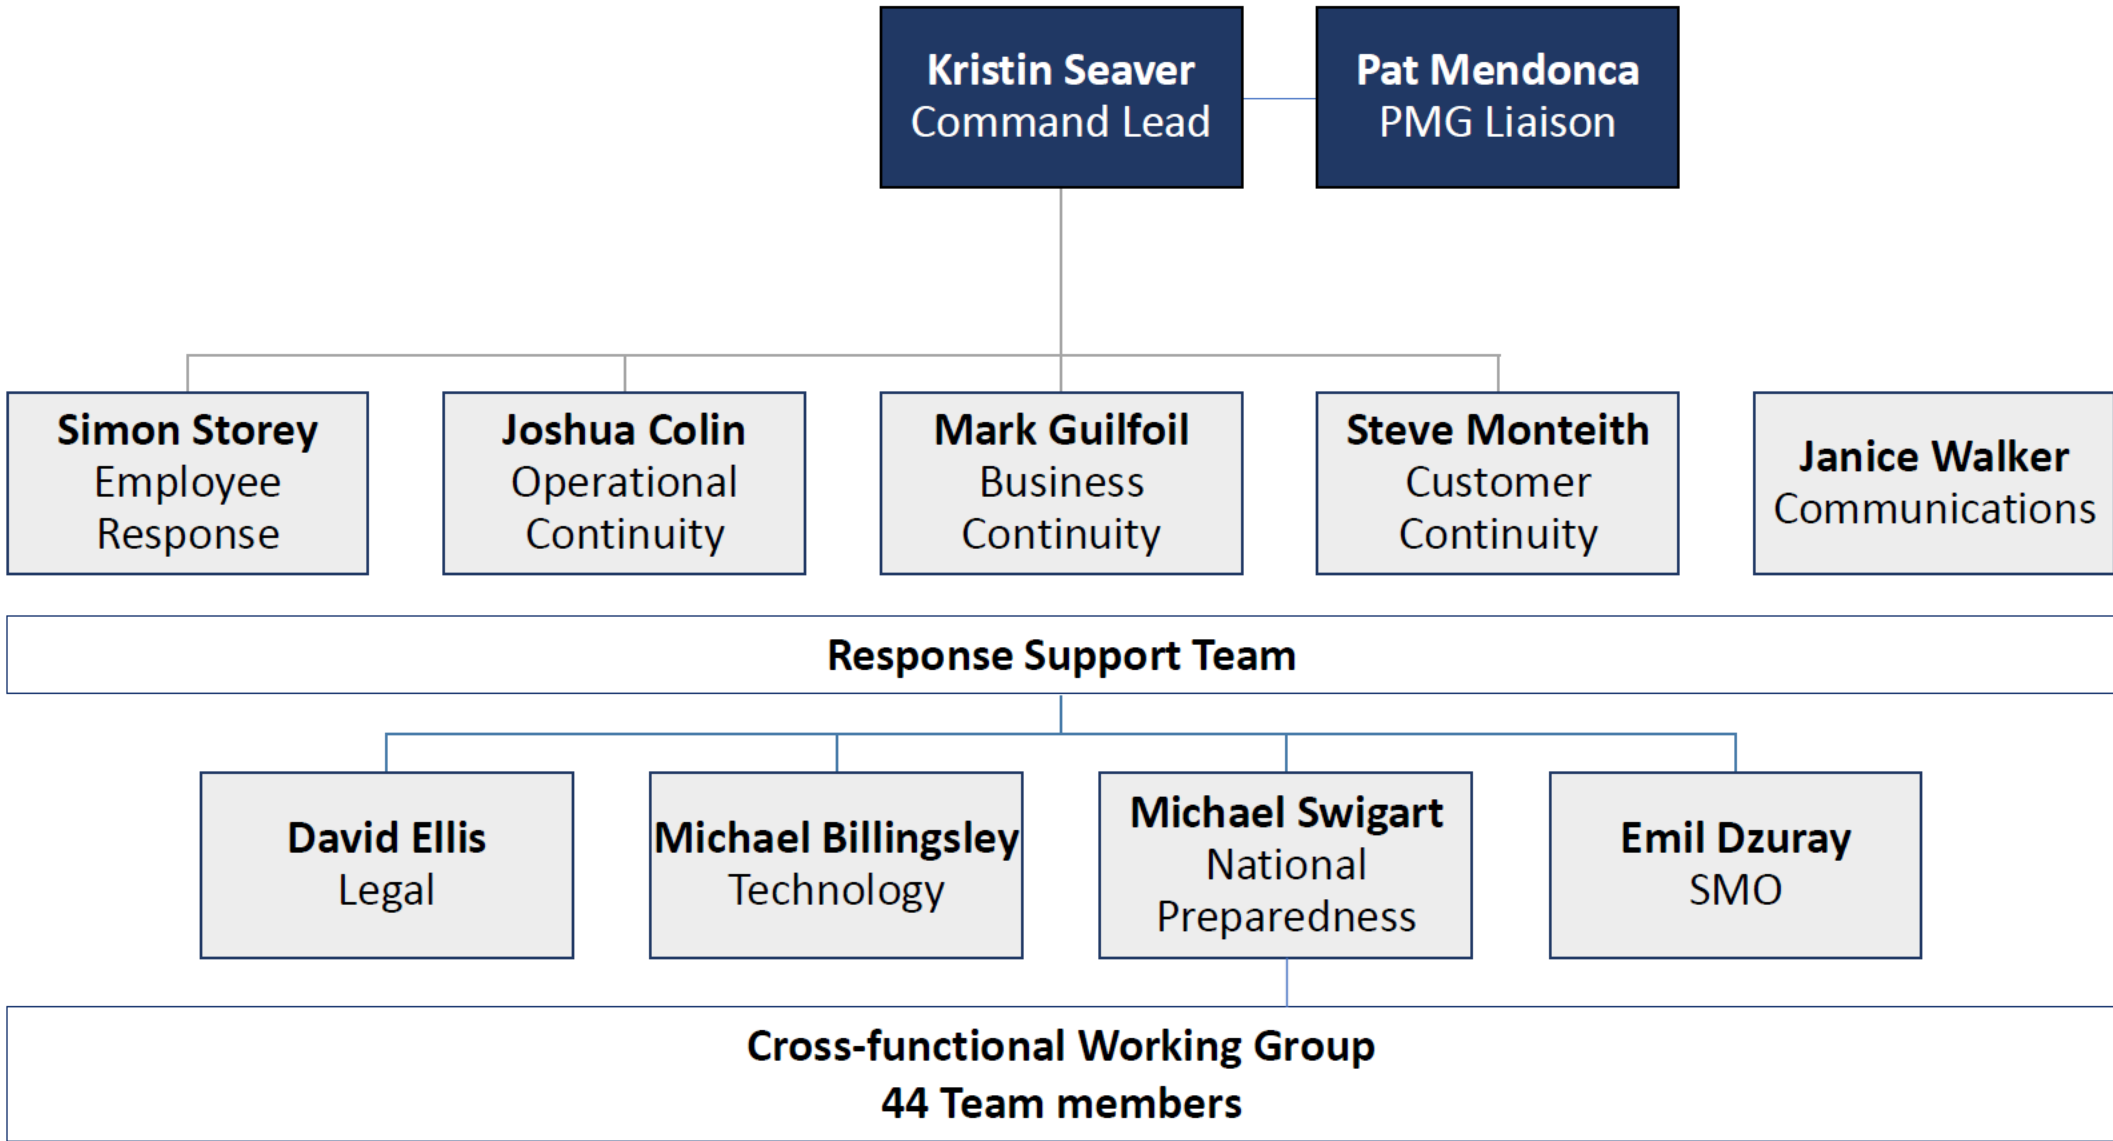 Kristin Seaver
Command Lead
Pat Mendonca
PMG Liaison
Simon Storey
Employee
Response
Joshua Colin
Operational
Continuity
Mark Guilfoil
Business
Continuity
Steve Monteith
Customer
Continuity
Janice Walker
Communications
Response Support Team
David Ellis
Legal
Michael Billingsley
Technology
Michael Swigart
National
Preparedness
Emil Dzuray
SMO
Cross-functional Working Group
44 Team members